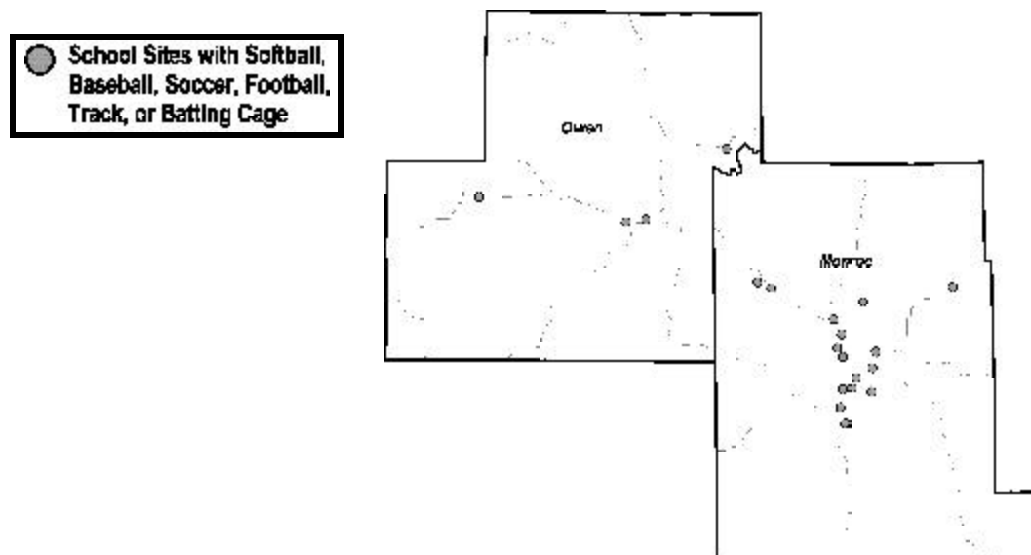 School Sites with Softball,
Baseball, Soccer, Football,
Track, or Batting Cage
Owen
Monroe